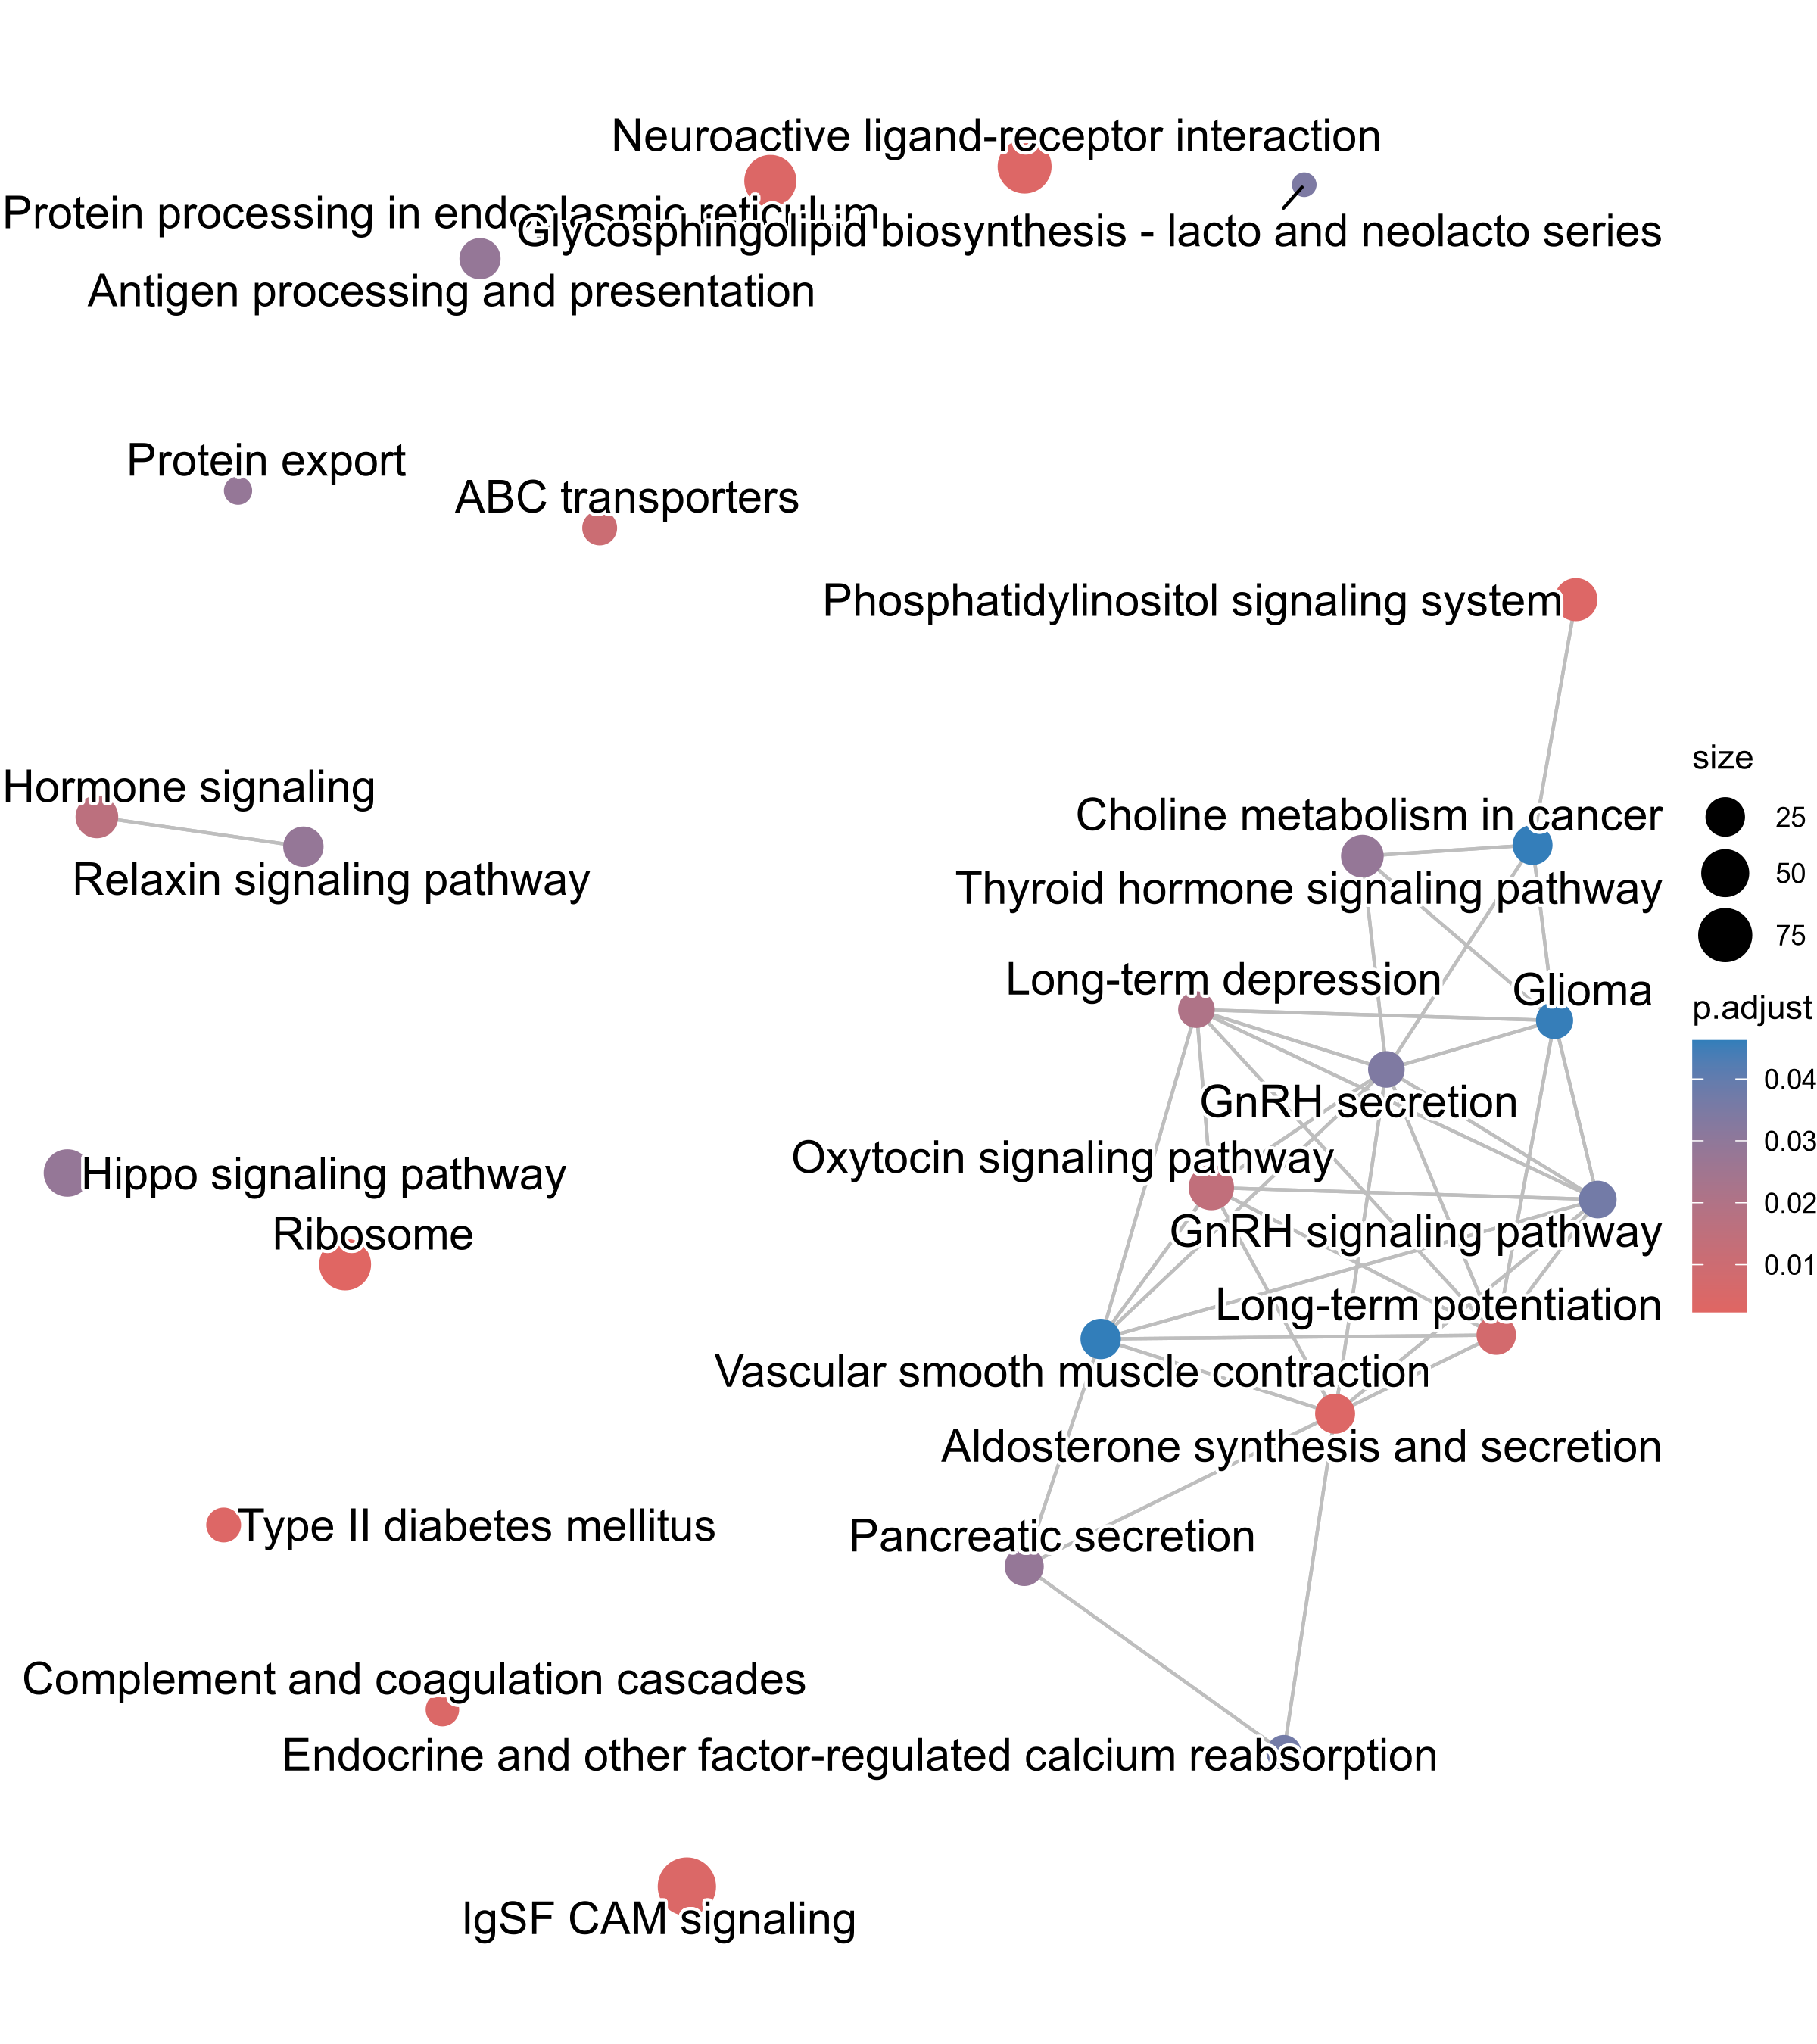 Neuroactive ligand-receptor interaction
Protein processing in endoplasmic reticulum
Glycosphingolipid biosynthesis - lacto and neolacto series
Antigen processing and presentation
Protein export
ABC transporters
Phosphatidylinositol signaling system
Hormone signaling
Relaxin signaling pathway
Choline metabolism in cancer
Thyroid hormone signaling pathway
Long-term depression
Glioma
GnRH secretion
Oxytocin signaling pathway
Hippo signaling pathway
Ribosome
GnRH signaling pathway
Long-term potentiation
Vascular smooth muscle contraction
Aldosterone synthesis and secretion
Type II diabetes mellitus
Pancreatic secretion
Complement and coagulation cascades
Endocrine and other factor-regulated calcium reabsorption
IgSF CAM signaling
size
25
50
75
p.adjust
0.04
0.03
0.02
0.01